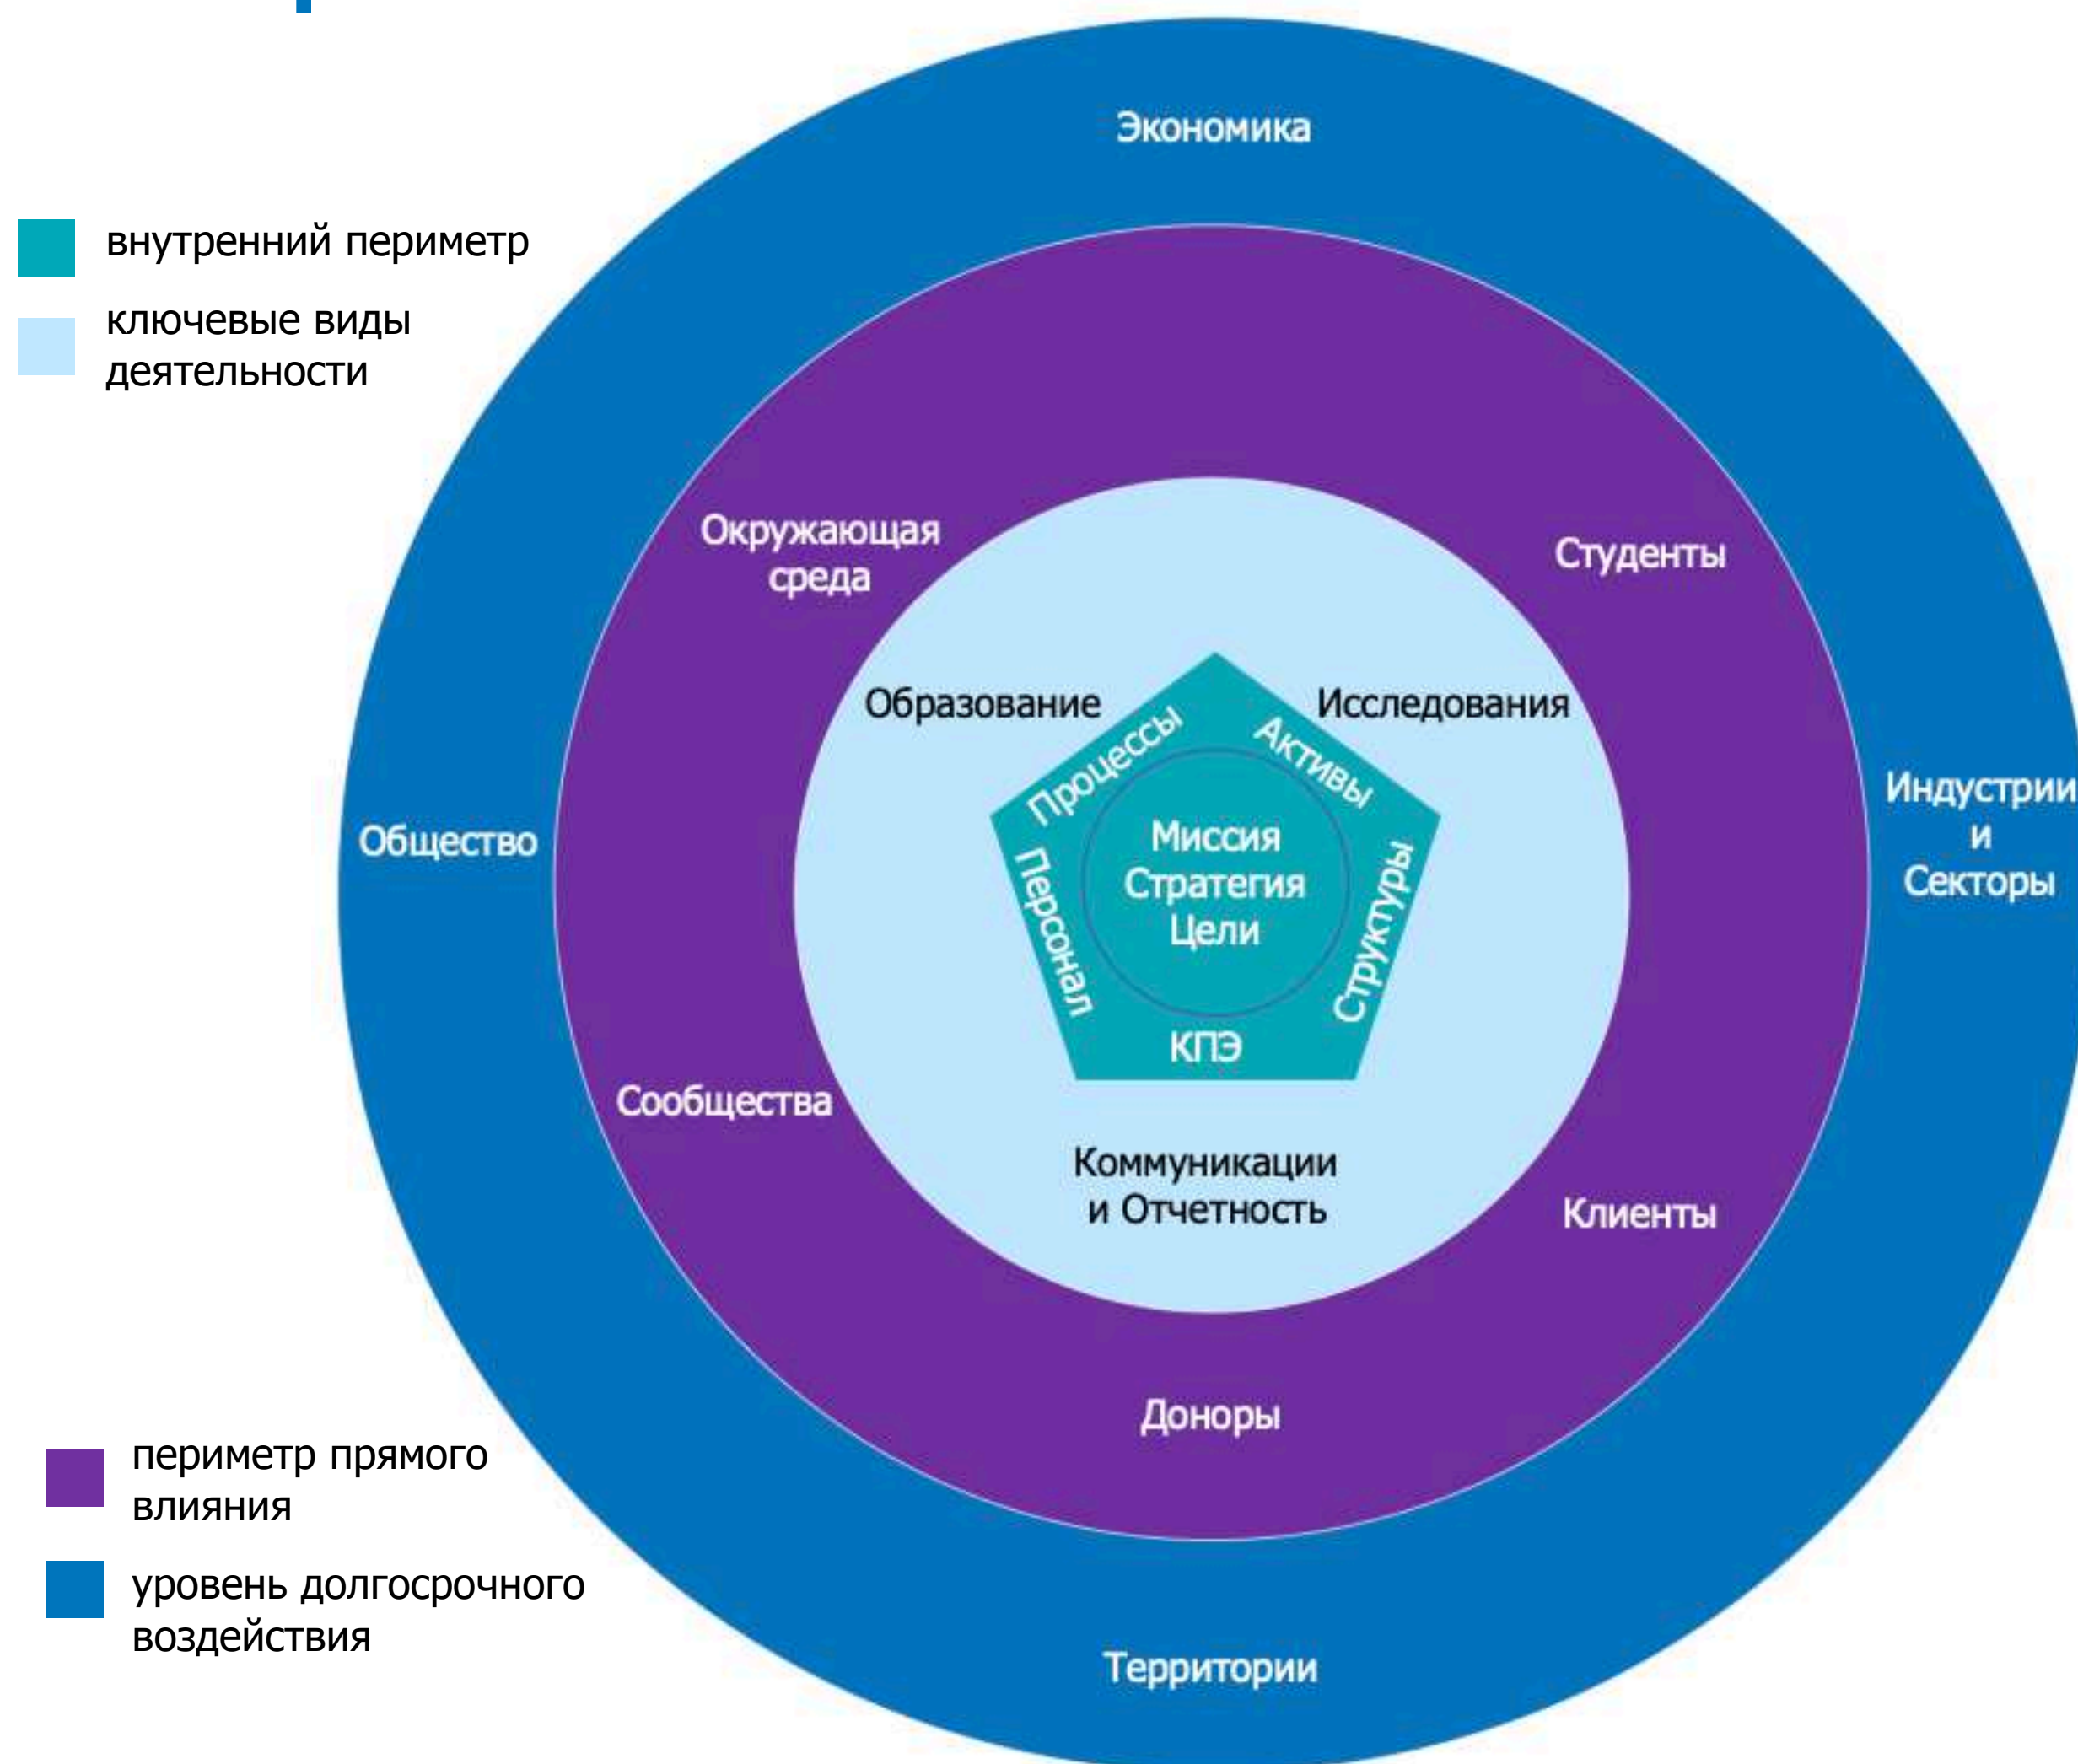 Экономика
внутренний периметр
ключевые виды
деятельности
Окружающая
среда
Студенты
Образование
Исследования
Процессы
Активы
Индустрии
и
Секторы
Общество
Миссия
Стратегия
Цели
Персонал
Структуры
КПЭ
Сообщества
Коммуникации
и Отчетность
Клиенты
Доноры
периметр прямого
влияния
уровень долгосрочного
воздействия
Территории